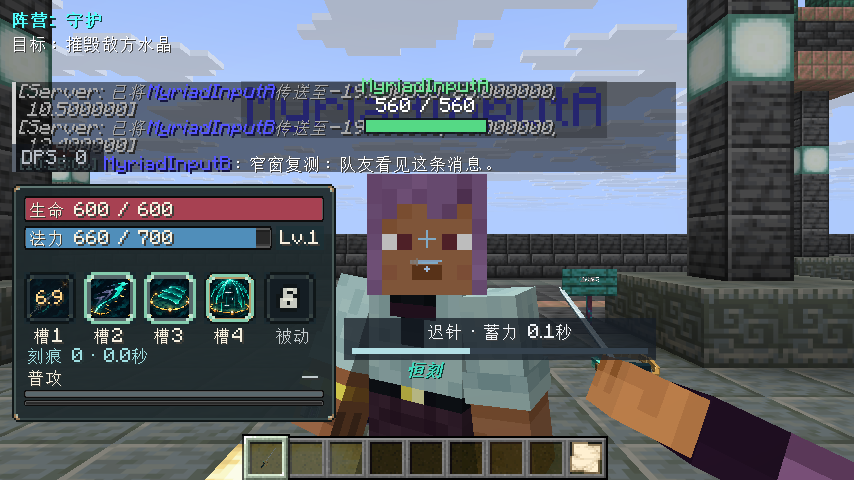 阵营: 守护
目标: 摧毁敌方水晶
MyriadInputA
560 / 560
[Server: 已将MyriadInputA传送至-19
0000000,
10.5000000]
[Server: 已将MyriadInputB传送至-19
000000,
DPS: 0
MyriadInputB: 窄窗复测: 队友看见这条消息。
生命 600 / 600
法力 660 / 700 Lv.1
6.9
槽1 槽2 槽3 槽4 被动
刻痕 0 · 0.0秒
普攻 —
迟针 · 蓄力 0.1秒
恒刻